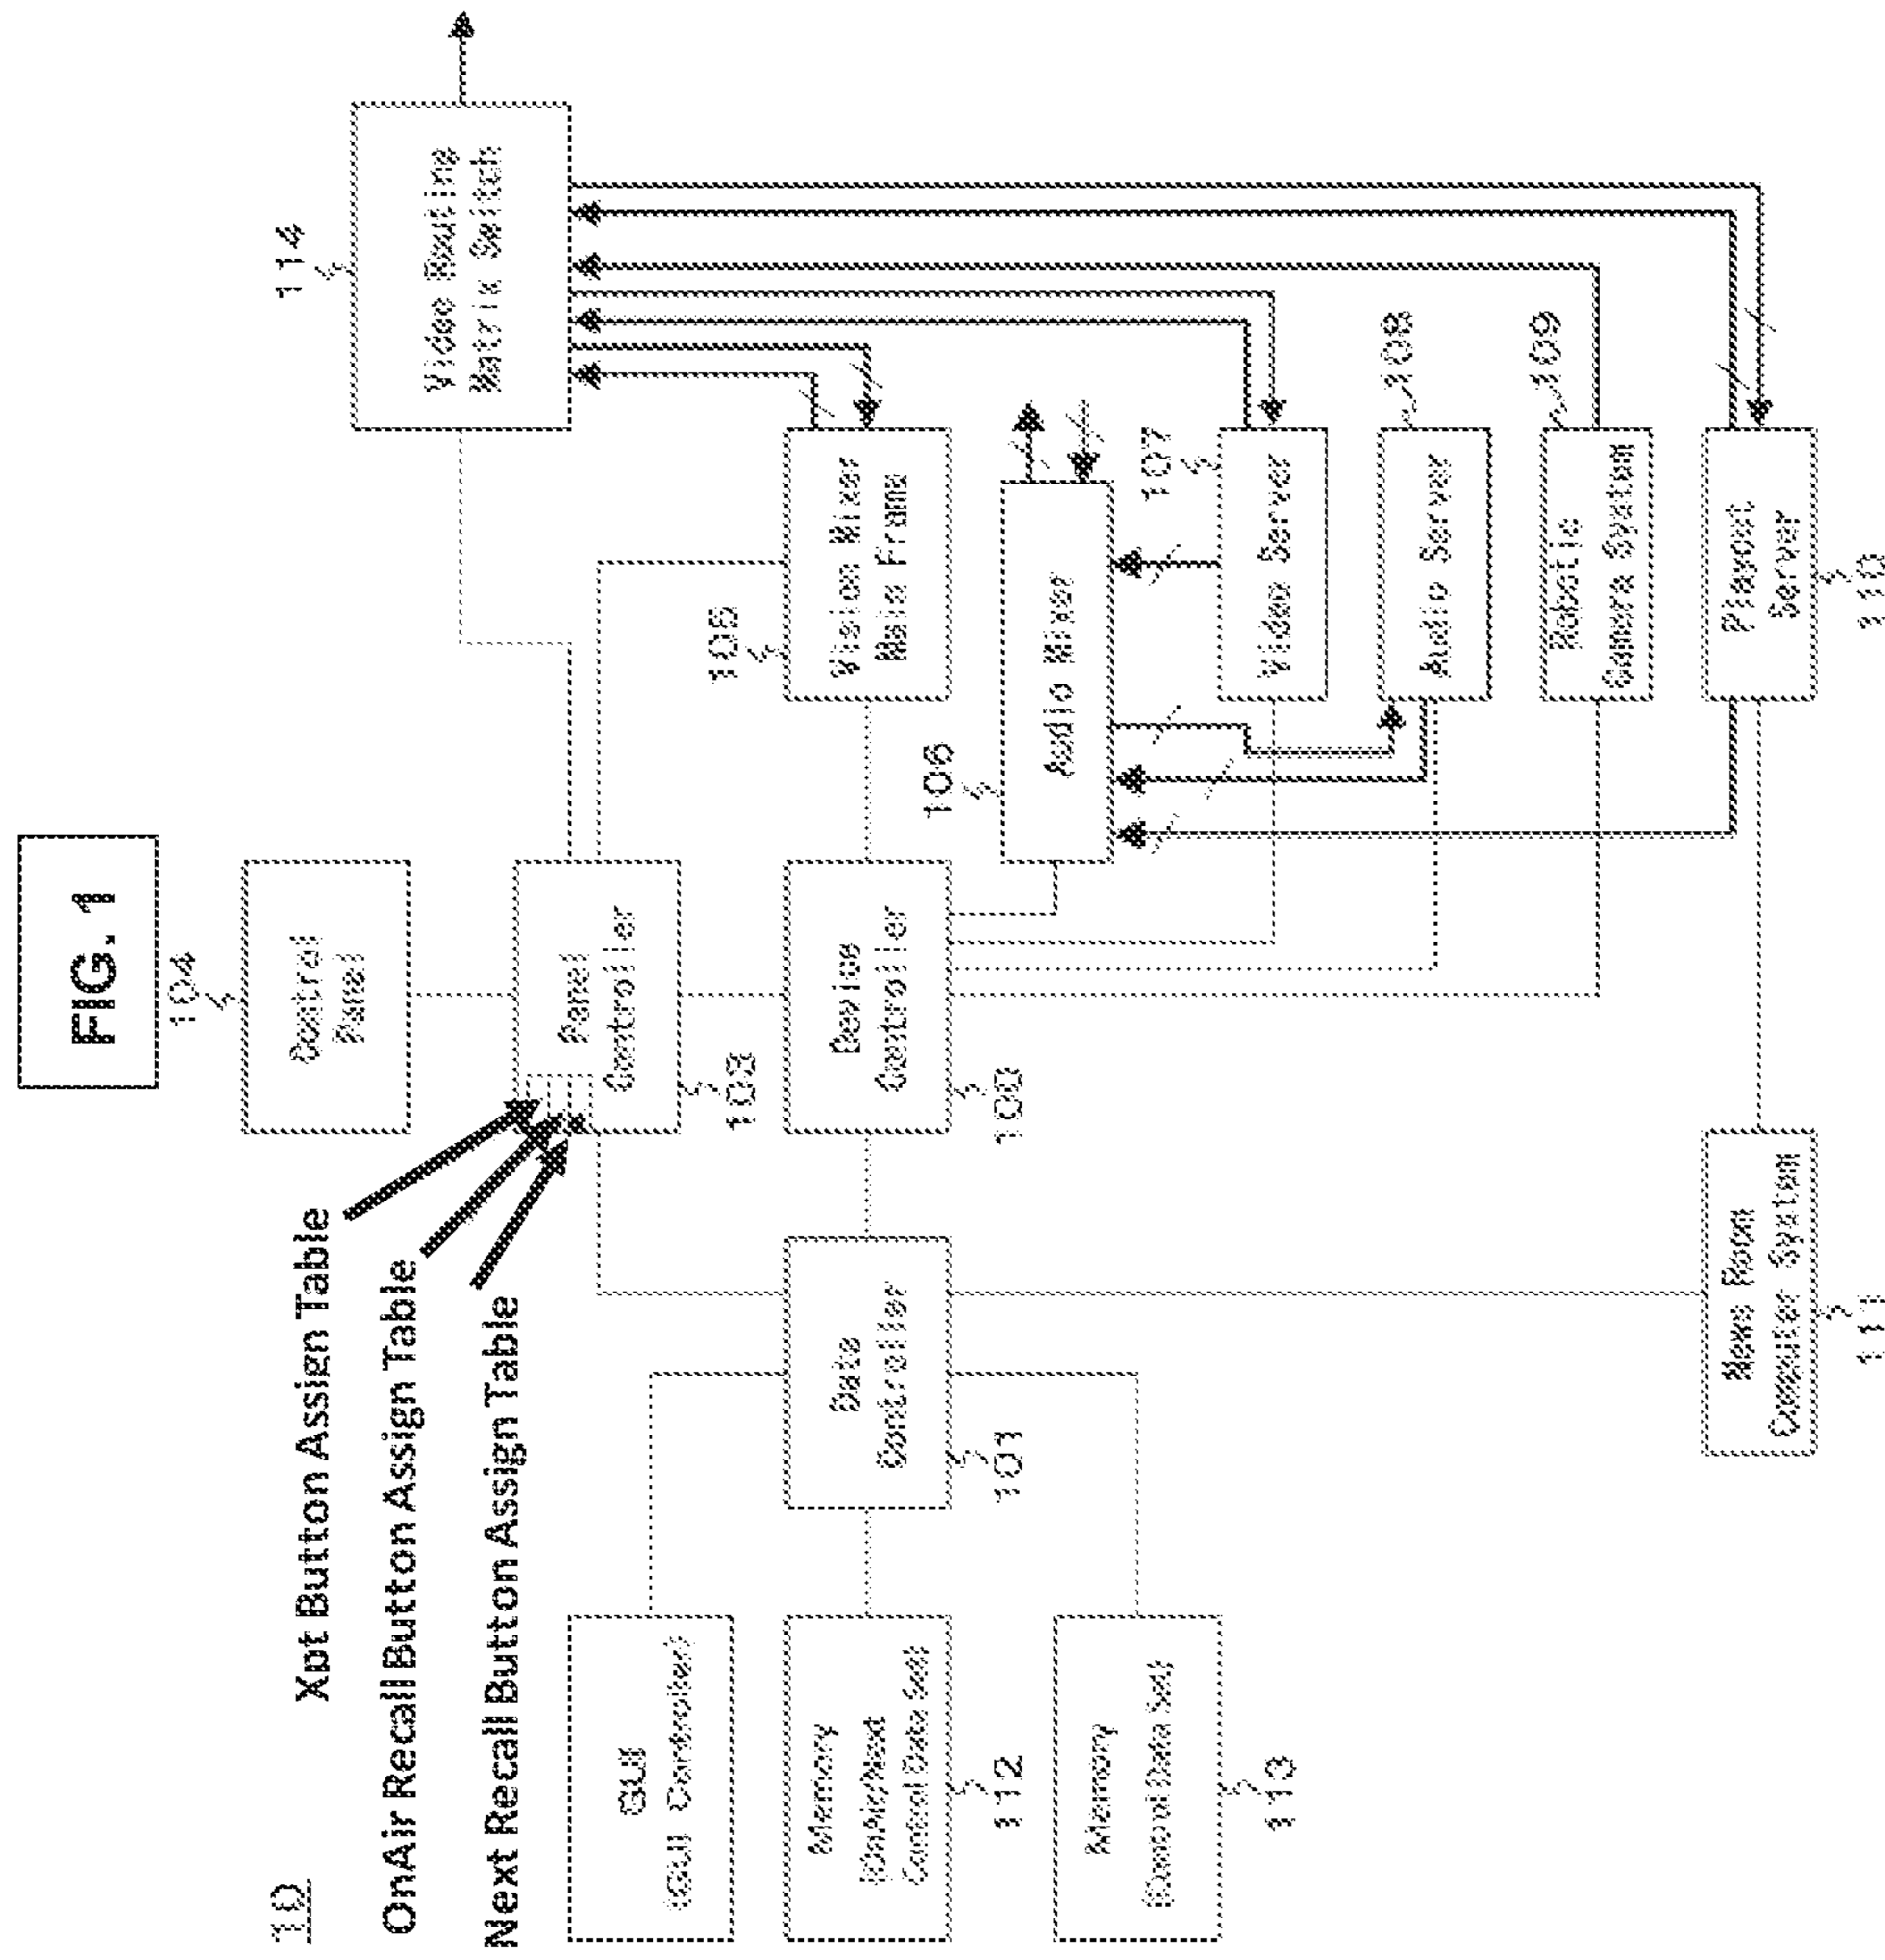 FIG. 1
10
Xpt Button Assign Table
OnAir Recall Button Assign Table
Next Recall Button Assign Table
104
Control
Panel
Panel
Controller
103
114
Video Routing
Matrix Switch
GUI
(GUI Controller)
Memory
(OnAir/Next
Control Data Set)
112
Memory
(Control Data Set)
113
Data
Controller
101
Device
Controller
100
105
Vision Mixer
Main Frame
106
Audio Mixer
107
Video Server
Audio Server
108
Robotic
Camera System
109
Playout
Server
110
News Room
Computer System
111